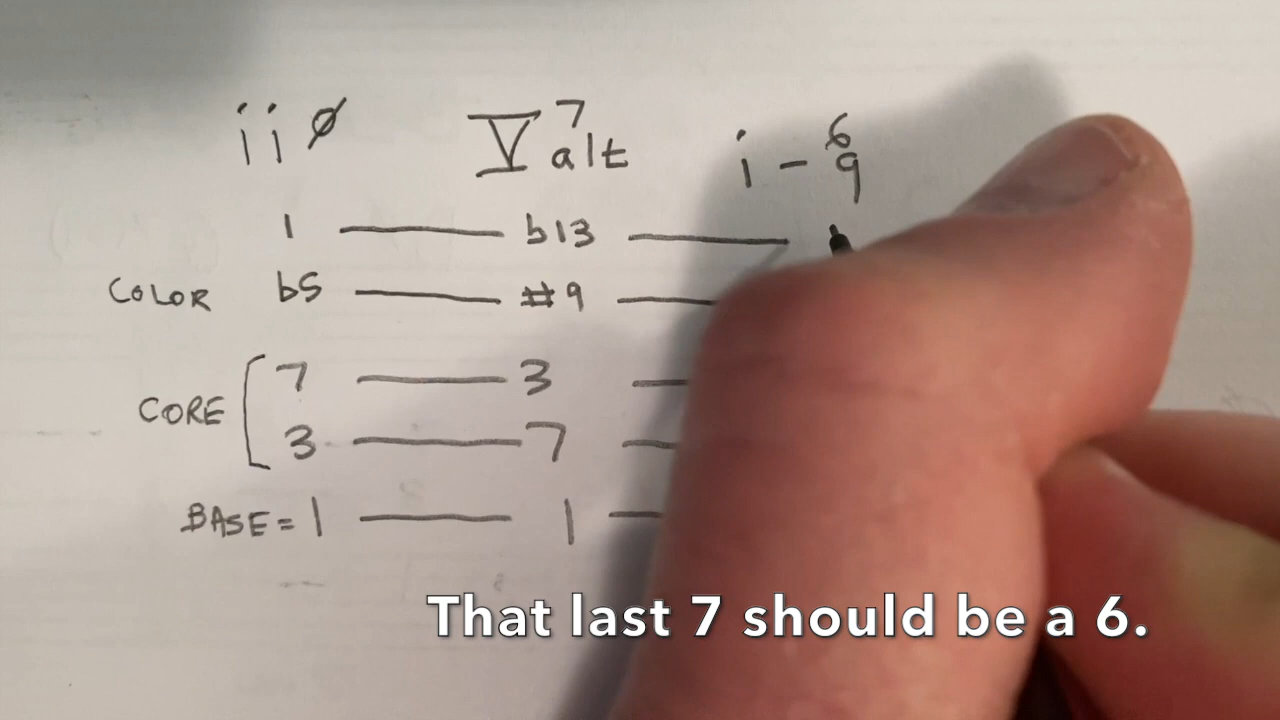 iiø V7alt i-6 9
1 — b13 —
COLOR b5 — #9 —
CORE [ 7 — 3 —
3 — 7 —
BASE = 1 — 1 —
That last 7 should be a 6.